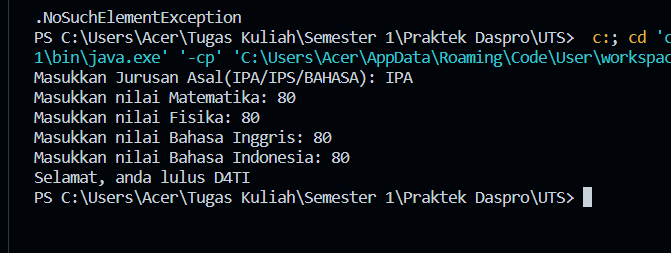 .NoSuchElementException
PS C:\Users\Acer\Tugas Kuliah\Semester 1\Praktek Daspro\UTS>  c:; cd 'c
1\bin\java.exe' '-cp' 'C:\Users\Acer\AppData\Roaming\Code\User\workspac
Masukkan Jurusan Asal(IPA/IPS/BAHASA): IPA
Masukkan nilai Matematika: 80
Masukkan nilai Fisika: 80
Masukkan nilai Bahasa Inggris: 80
Masukkan nilai Bahasa Indonesia: 80
Selamat, anda lulus D4TI
PS C:\Users\Acer\Tugas Kuliah\Semester 1\Praktek Daspro\UTS>